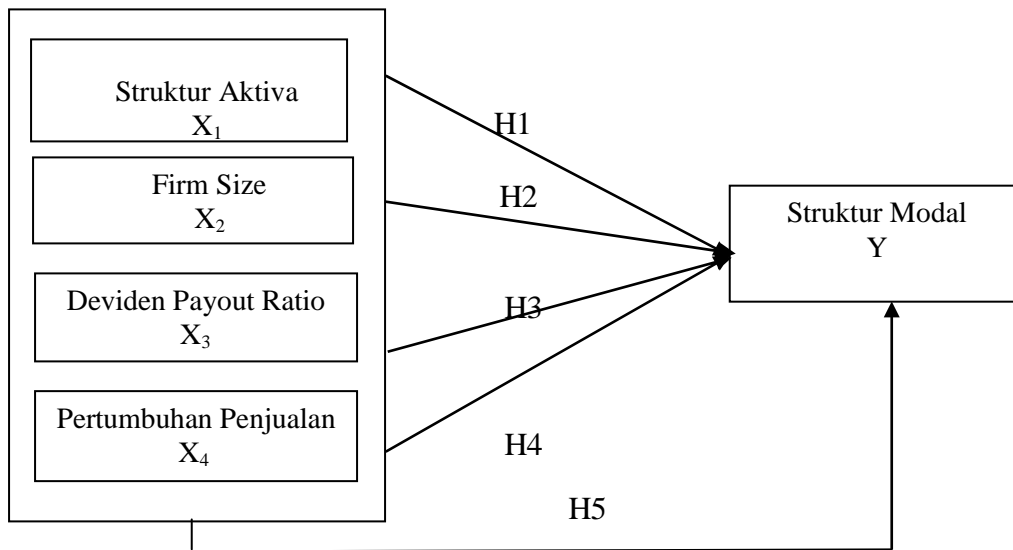 Struktur Aktiva
X₁
Firm Size
X₂
Deviden Payout Ratio
X₃
Pertumbuhan Penjualan
X₄
H1
H2
H3
H4
H5
Struktur Modal
Y